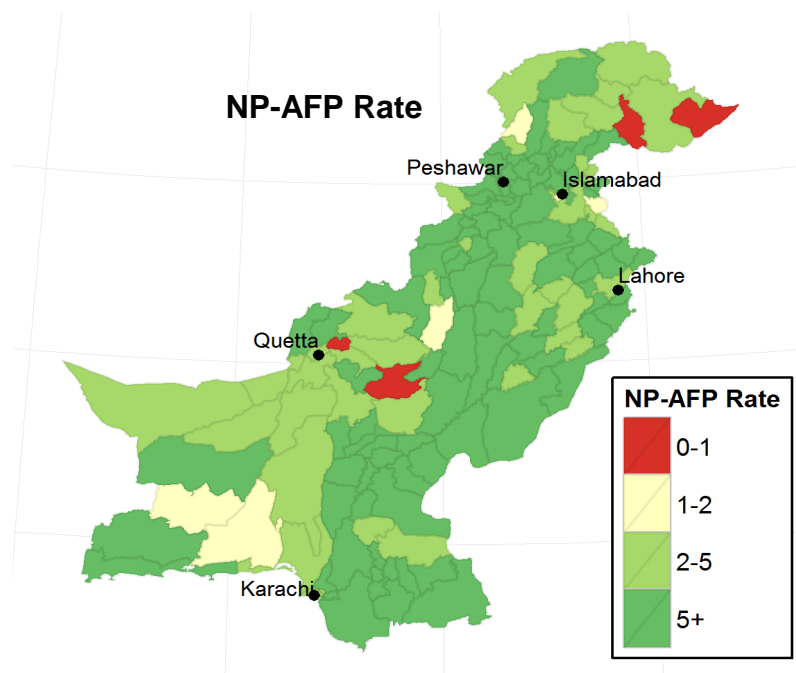 NP-AFP Rate
Peshawar
Islamabad
Lahore
Quetta
Karachi
NP-AFP Rate
0-1
1-2
2-5
5+